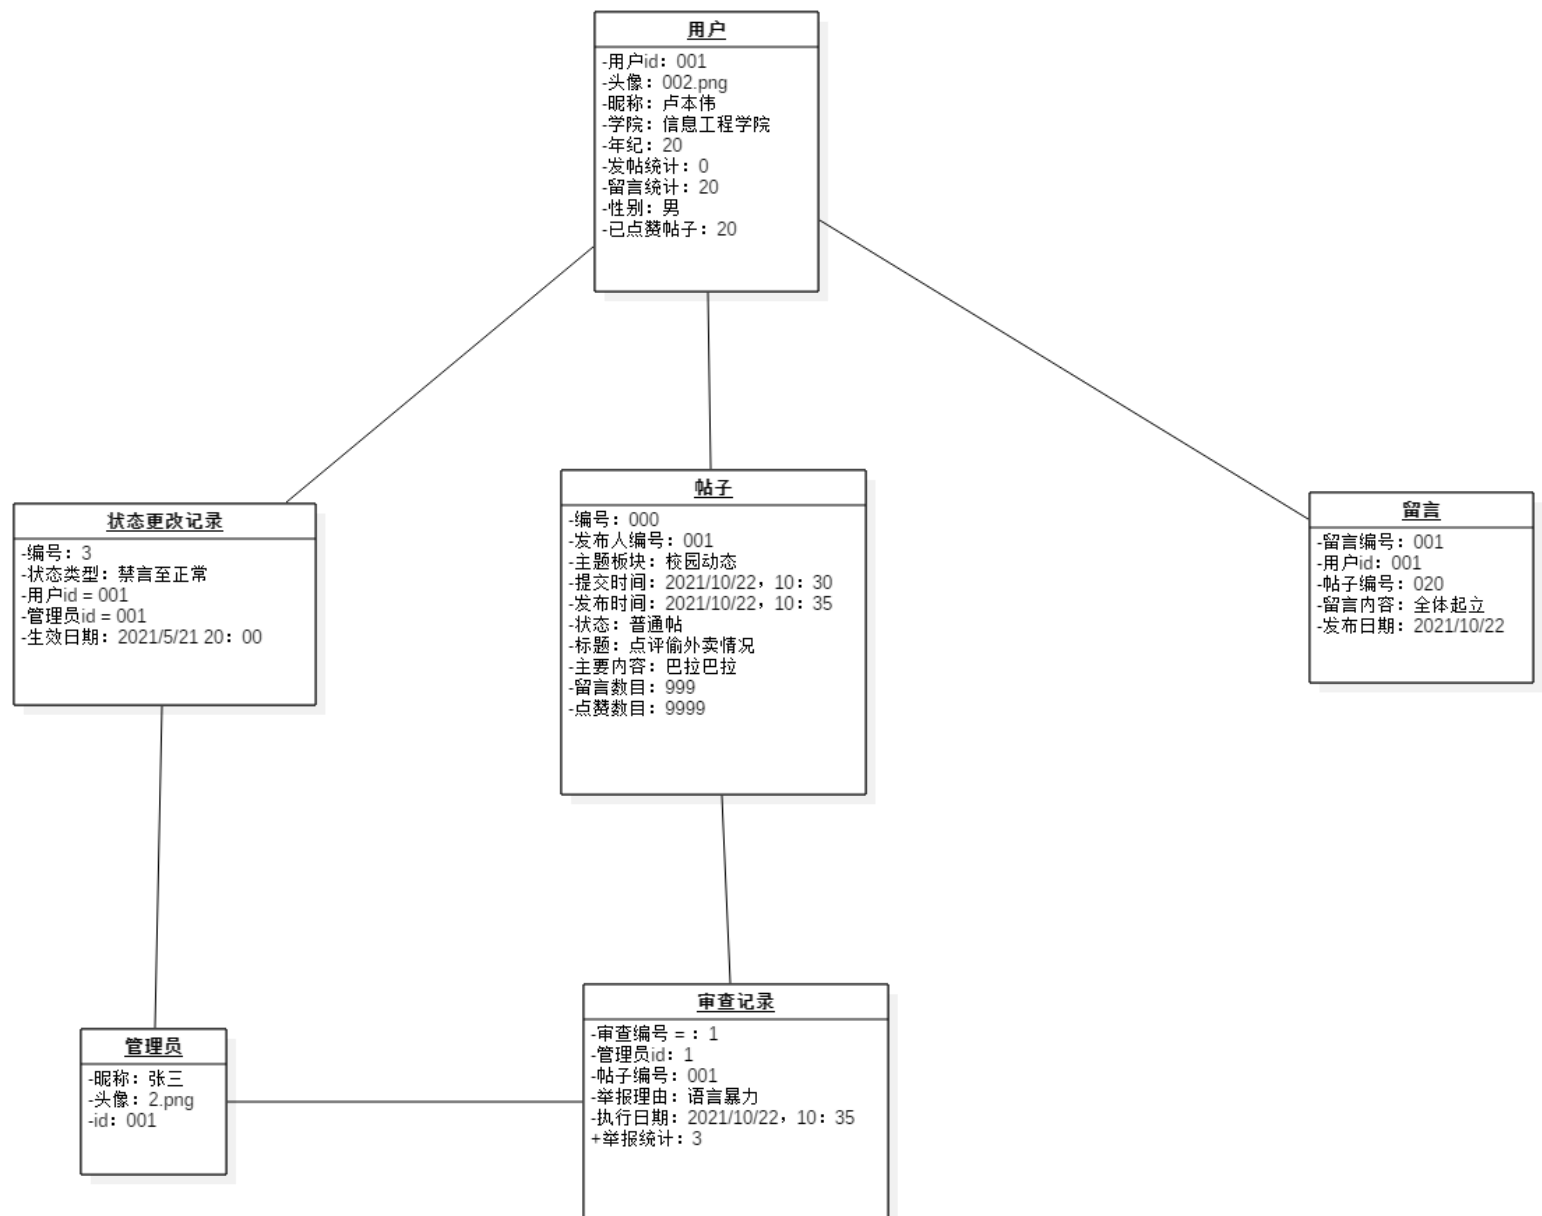 用户
-用户id：001
-头像：002.png
-昵称：卢本伟
-学院：信息工程学院
-年纪：20
-发帖统计：0
-留言统计：20
-性别：男
-已点赞帖子：20
状态更改记录
-编号：3
-状态类型：禁言至正常
-用户id = 001
-管理员id = 001
-生效日期：2021/5/21 20：00
帖子
-编号：000
-发布人编号：001
-主题板块：校园动态
-提交时间：2021/10/22，10：30
-发布时间：2021/10/22，10：35
-状态：普通帖
-标题：点评偷外卖情况
-主要内容：巴拉巴拉
-留言数目：999
-点赞数目：9999
留言
-留言编号：001
-用户id：001
-帖子编号：020
-留言内容：全体起立
-发布日期：2021/10/22
管理员
-昵称：张三
-头像：2.png
-id：001
审查记录
-审查编号 = ：1
-管理员id：1
-帖子编号：001
-举报理由：语言暴力
-执行日期：2021/10/22，10：35
+举报统计：3